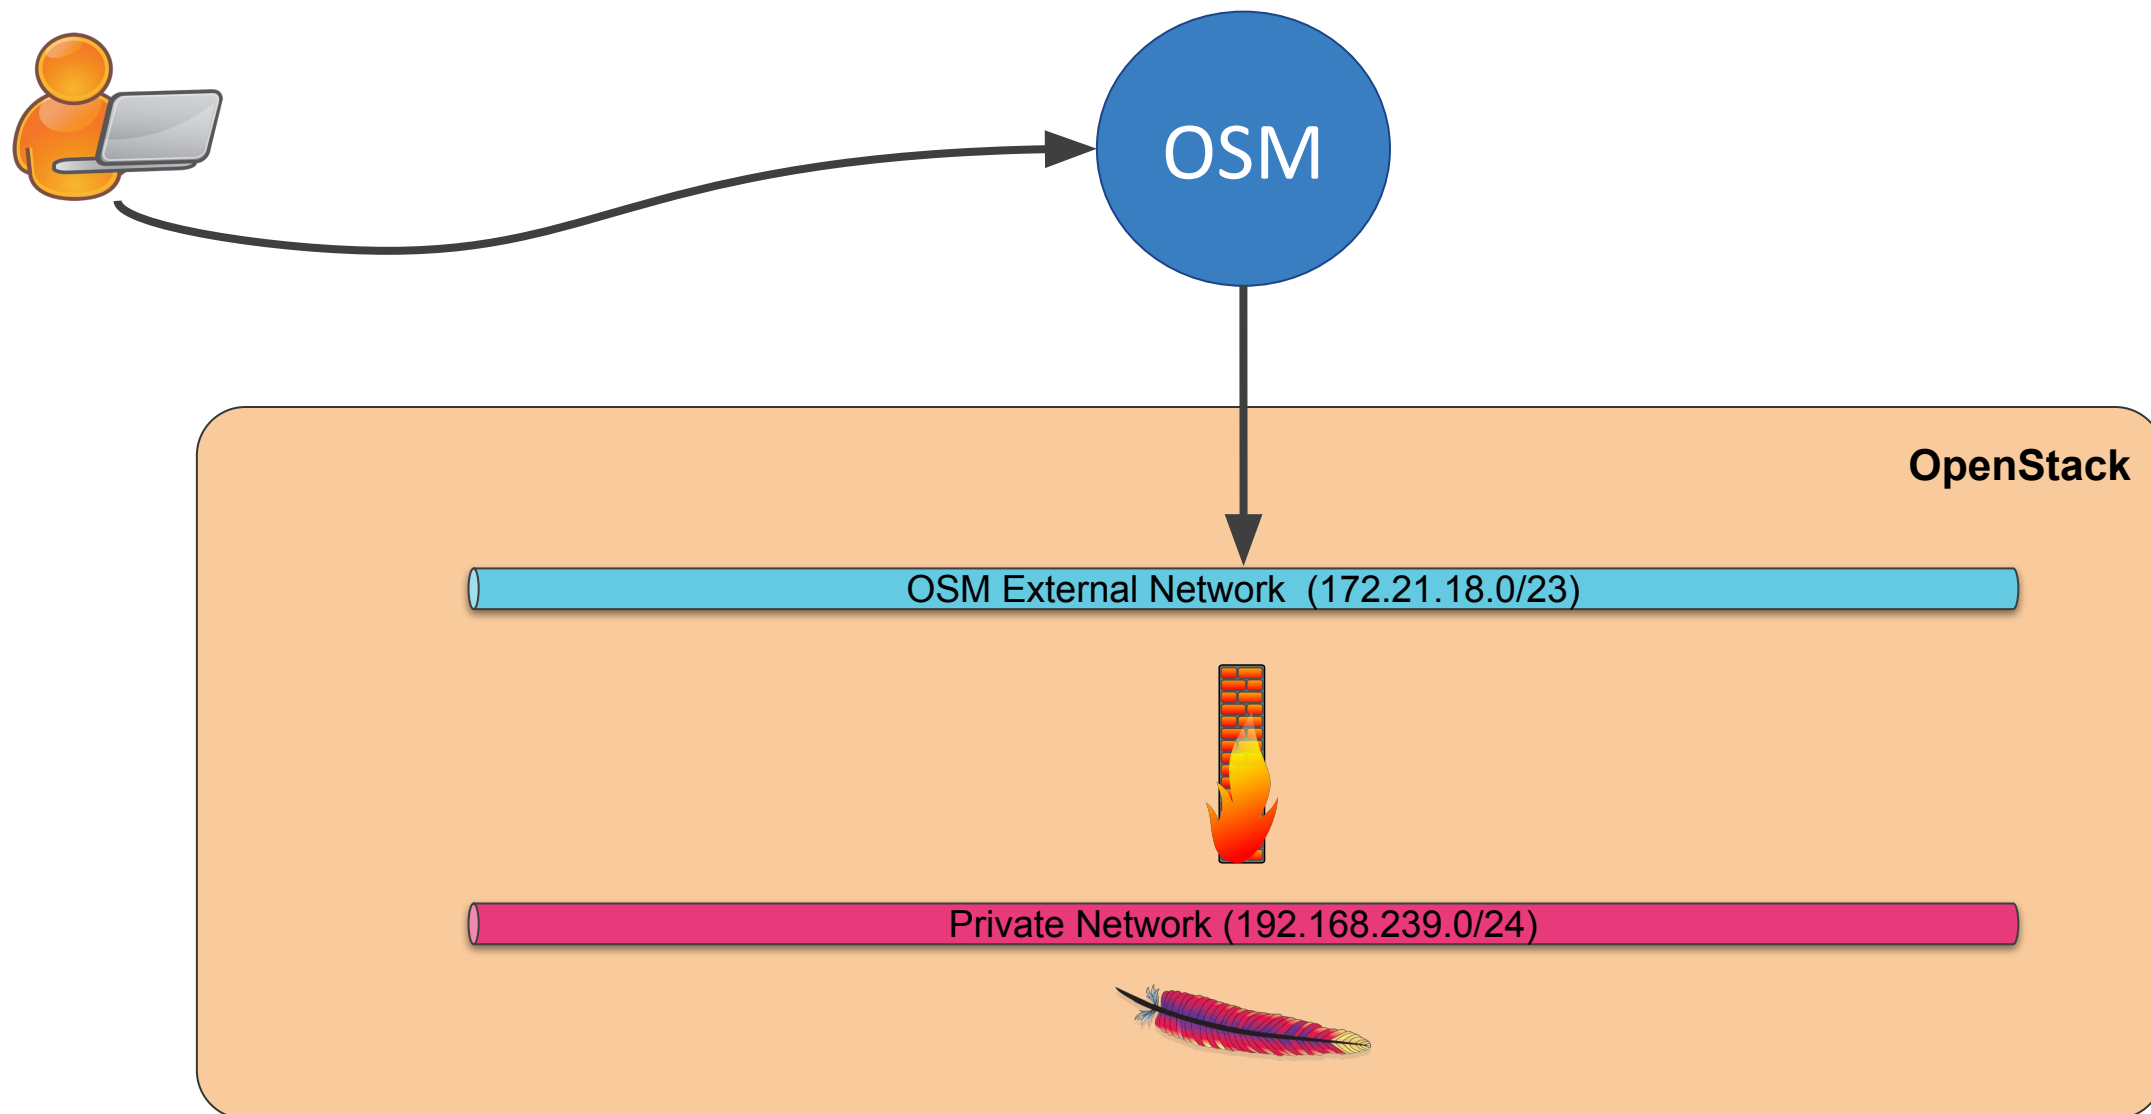 OSM
OpenStack
OSM External Network  (172.21.18.0/23)
Private Network (192.168.239.0/24)